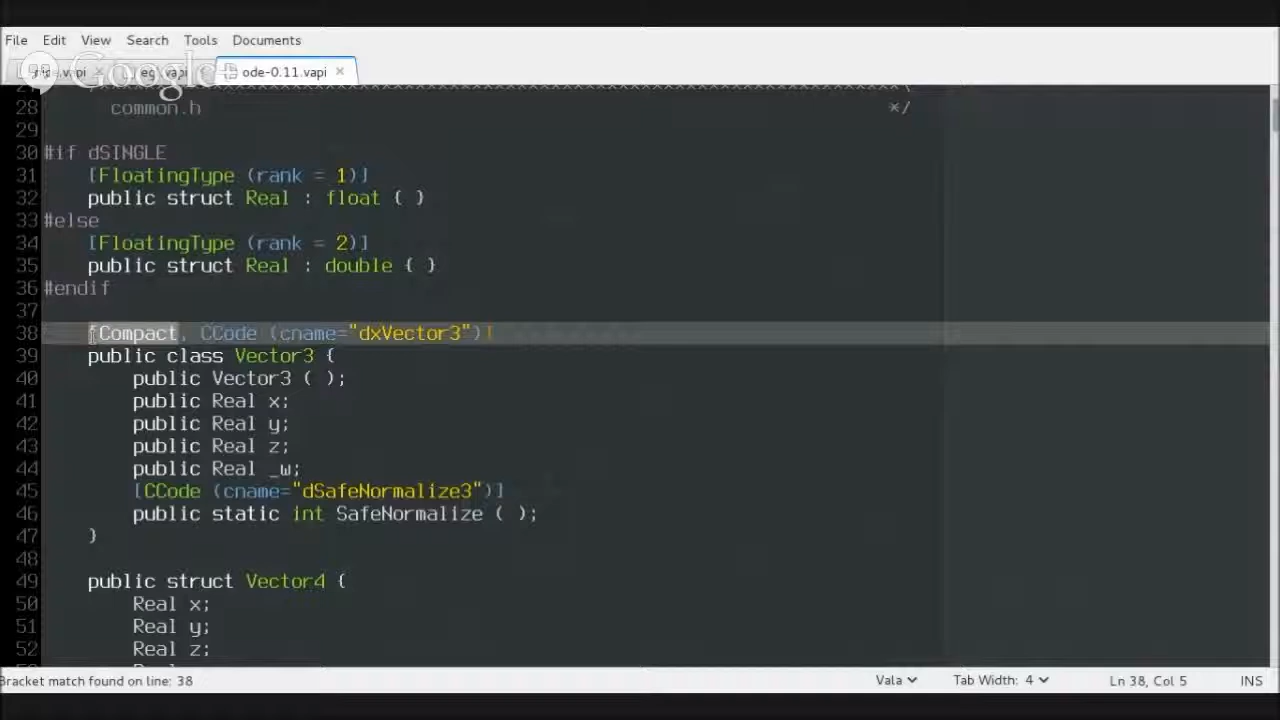 File Edit View Search Tools Documents
Google
ode-0.11.vapi ×
28 common.h */
29
30 #if dSINGLE
31 [FloatingType (rank = 1)]
32 public struct Real : float { }
33 #else
34 [FloatingType (rank = 2)]
35 public struct Real : double { }
36 #endif
37
38 [Compact, CCode (cname="dxVector3")]
39 public class Vector3 {
40 public Vector3 ( );
41 public Real x;
42 public Real y;
43 public Real z;
44 public Real _w;
45 [CCode (cname="dSafeNormalize3")]
46 public static int SafeNormalize ( );
47 }
48
49 public struct Vector4 {
50 Real x;
51 Real y;
52 Real z;
Bracket match found on line: 38 Vala Tab Width: 4 Ln 38, Col 5 INS